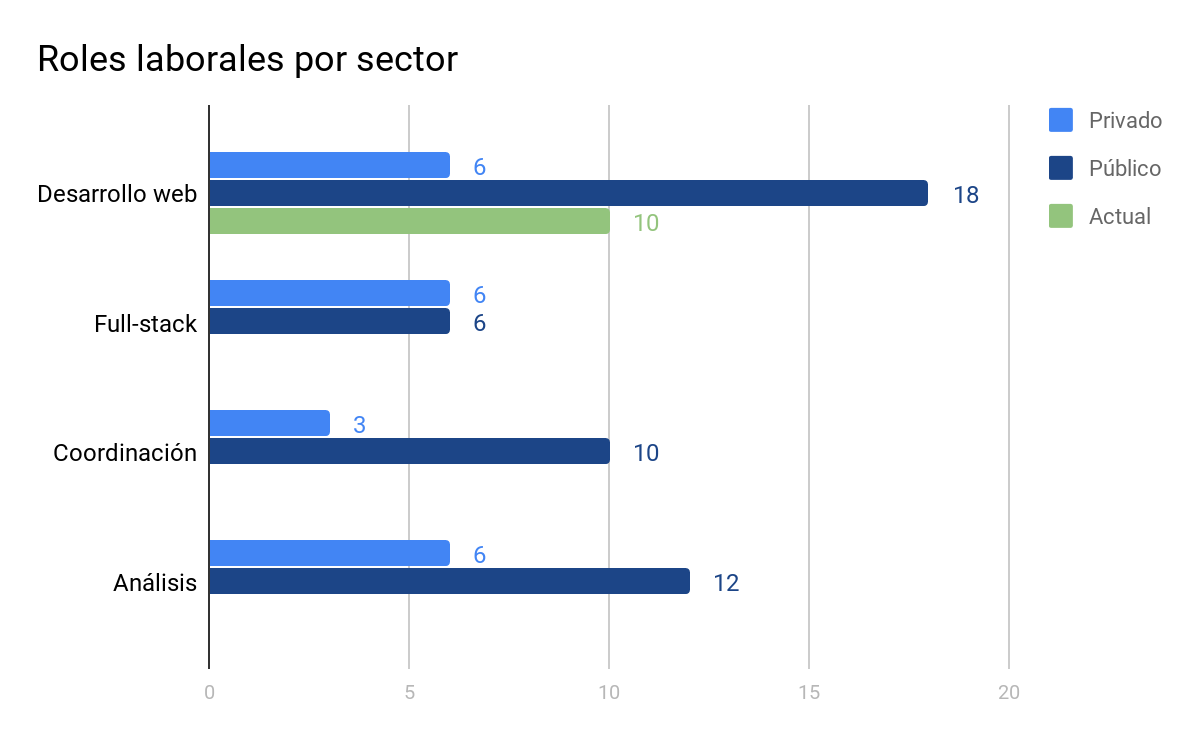 Roles laborales por sector
Privado
Público
Actual
Desarrollo web
6
18
10
Full-stack
6
6
Coordinación
3
10
Análisis
6
12
0 5 10 15 20